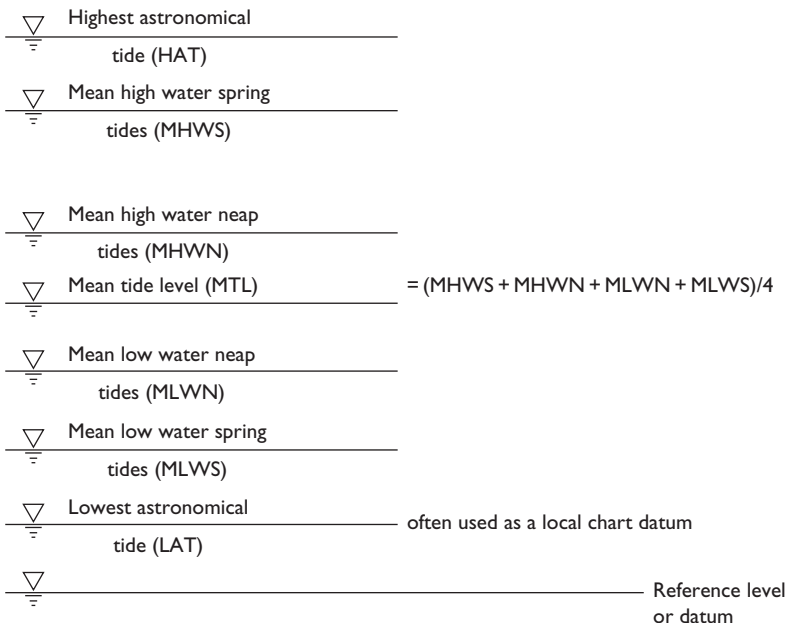 Highest astronomical
tide (HAT)
Mean high water spring
tides (MHWS)
Mean high water neap
tides (MHWN)
Mean tide level (MTL) = (MHWS + MHWN + MLWN + MLWS)/4
Mean low water neap
tides (MLWN)
Mean low water spring
tides (MLWS)
Lowest astronomical
often used as a local chart datum
tide (LAT)
Reference level
or datum